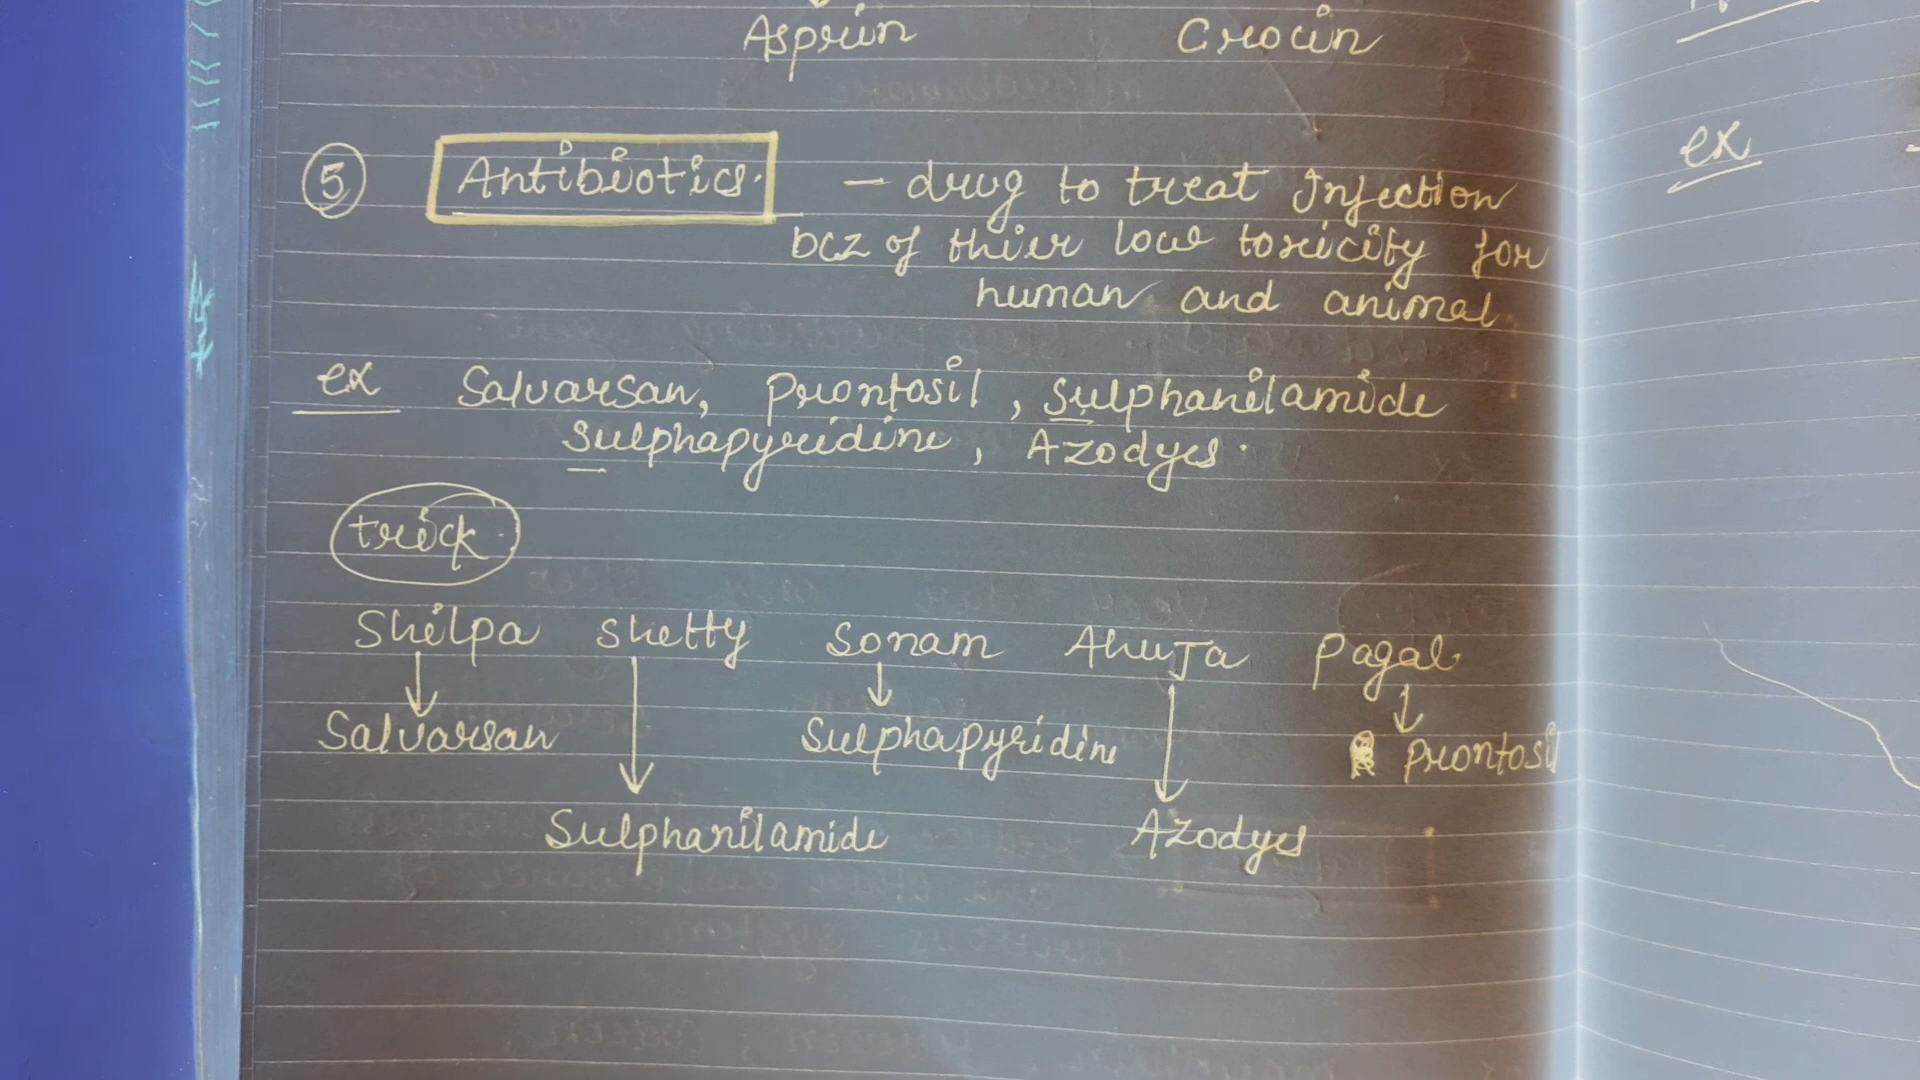 Asprin Crocin
5 Antibiotics. - drug to treat Infection
bcz of thier low toxicity for
human and animal.
ex Salvarsan, Prontosil, Sulphanilamide
Sulphapyridine, Azodyes.
trick.
Shilpa Shetty Sonam AhuJa Pagal.
Salvarsan Sulphapyridine Prontosil
Sulphanilamide Azodyes
ex